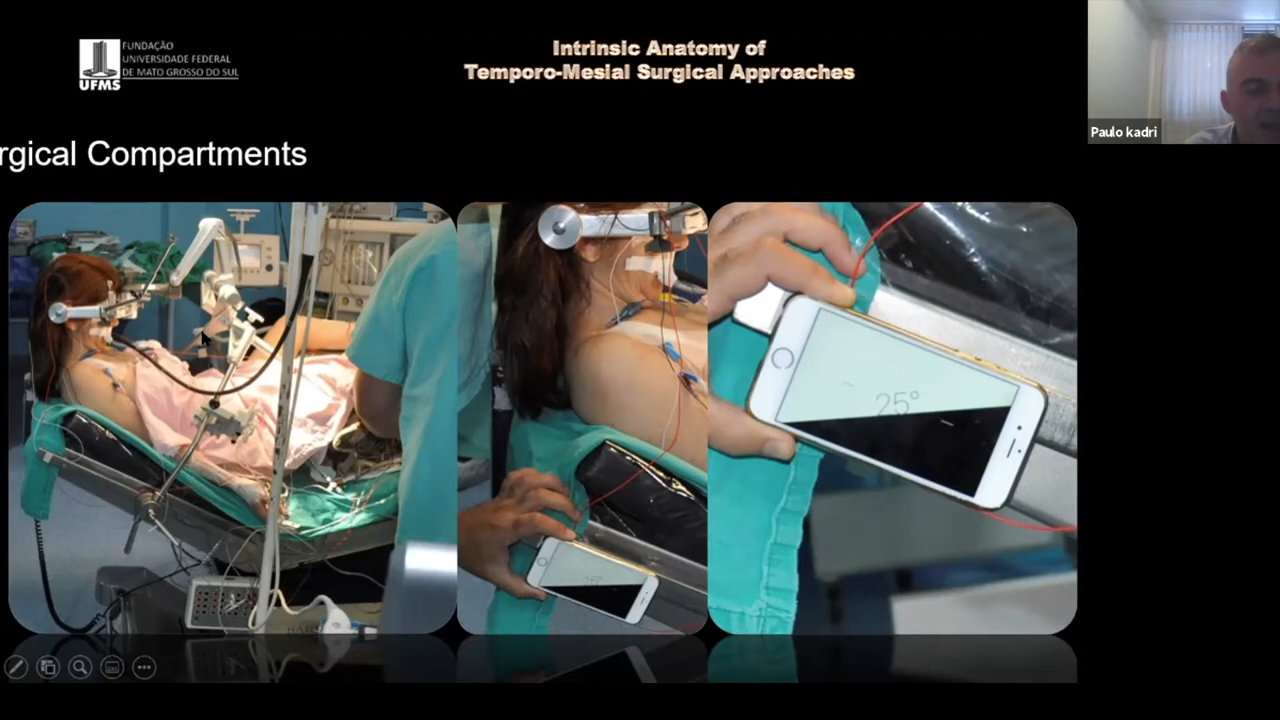 FUNDAÇÃO
UNIVERSIDADE FEDERAL
DE MATO GROSSO DO SUL
UFMS
Intrinsic Anatomy of
Temporo-Mesial Surgical Approaches
Paulo kadri
rgical Compartments
25°
25°